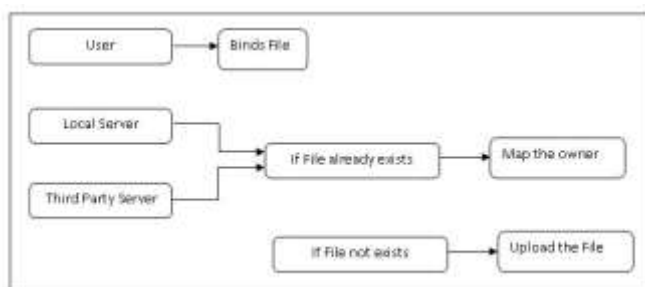 User
Binds File
Local Server
If File already exists
Map the owner
Third Party Server
If File not exists
Upload the File